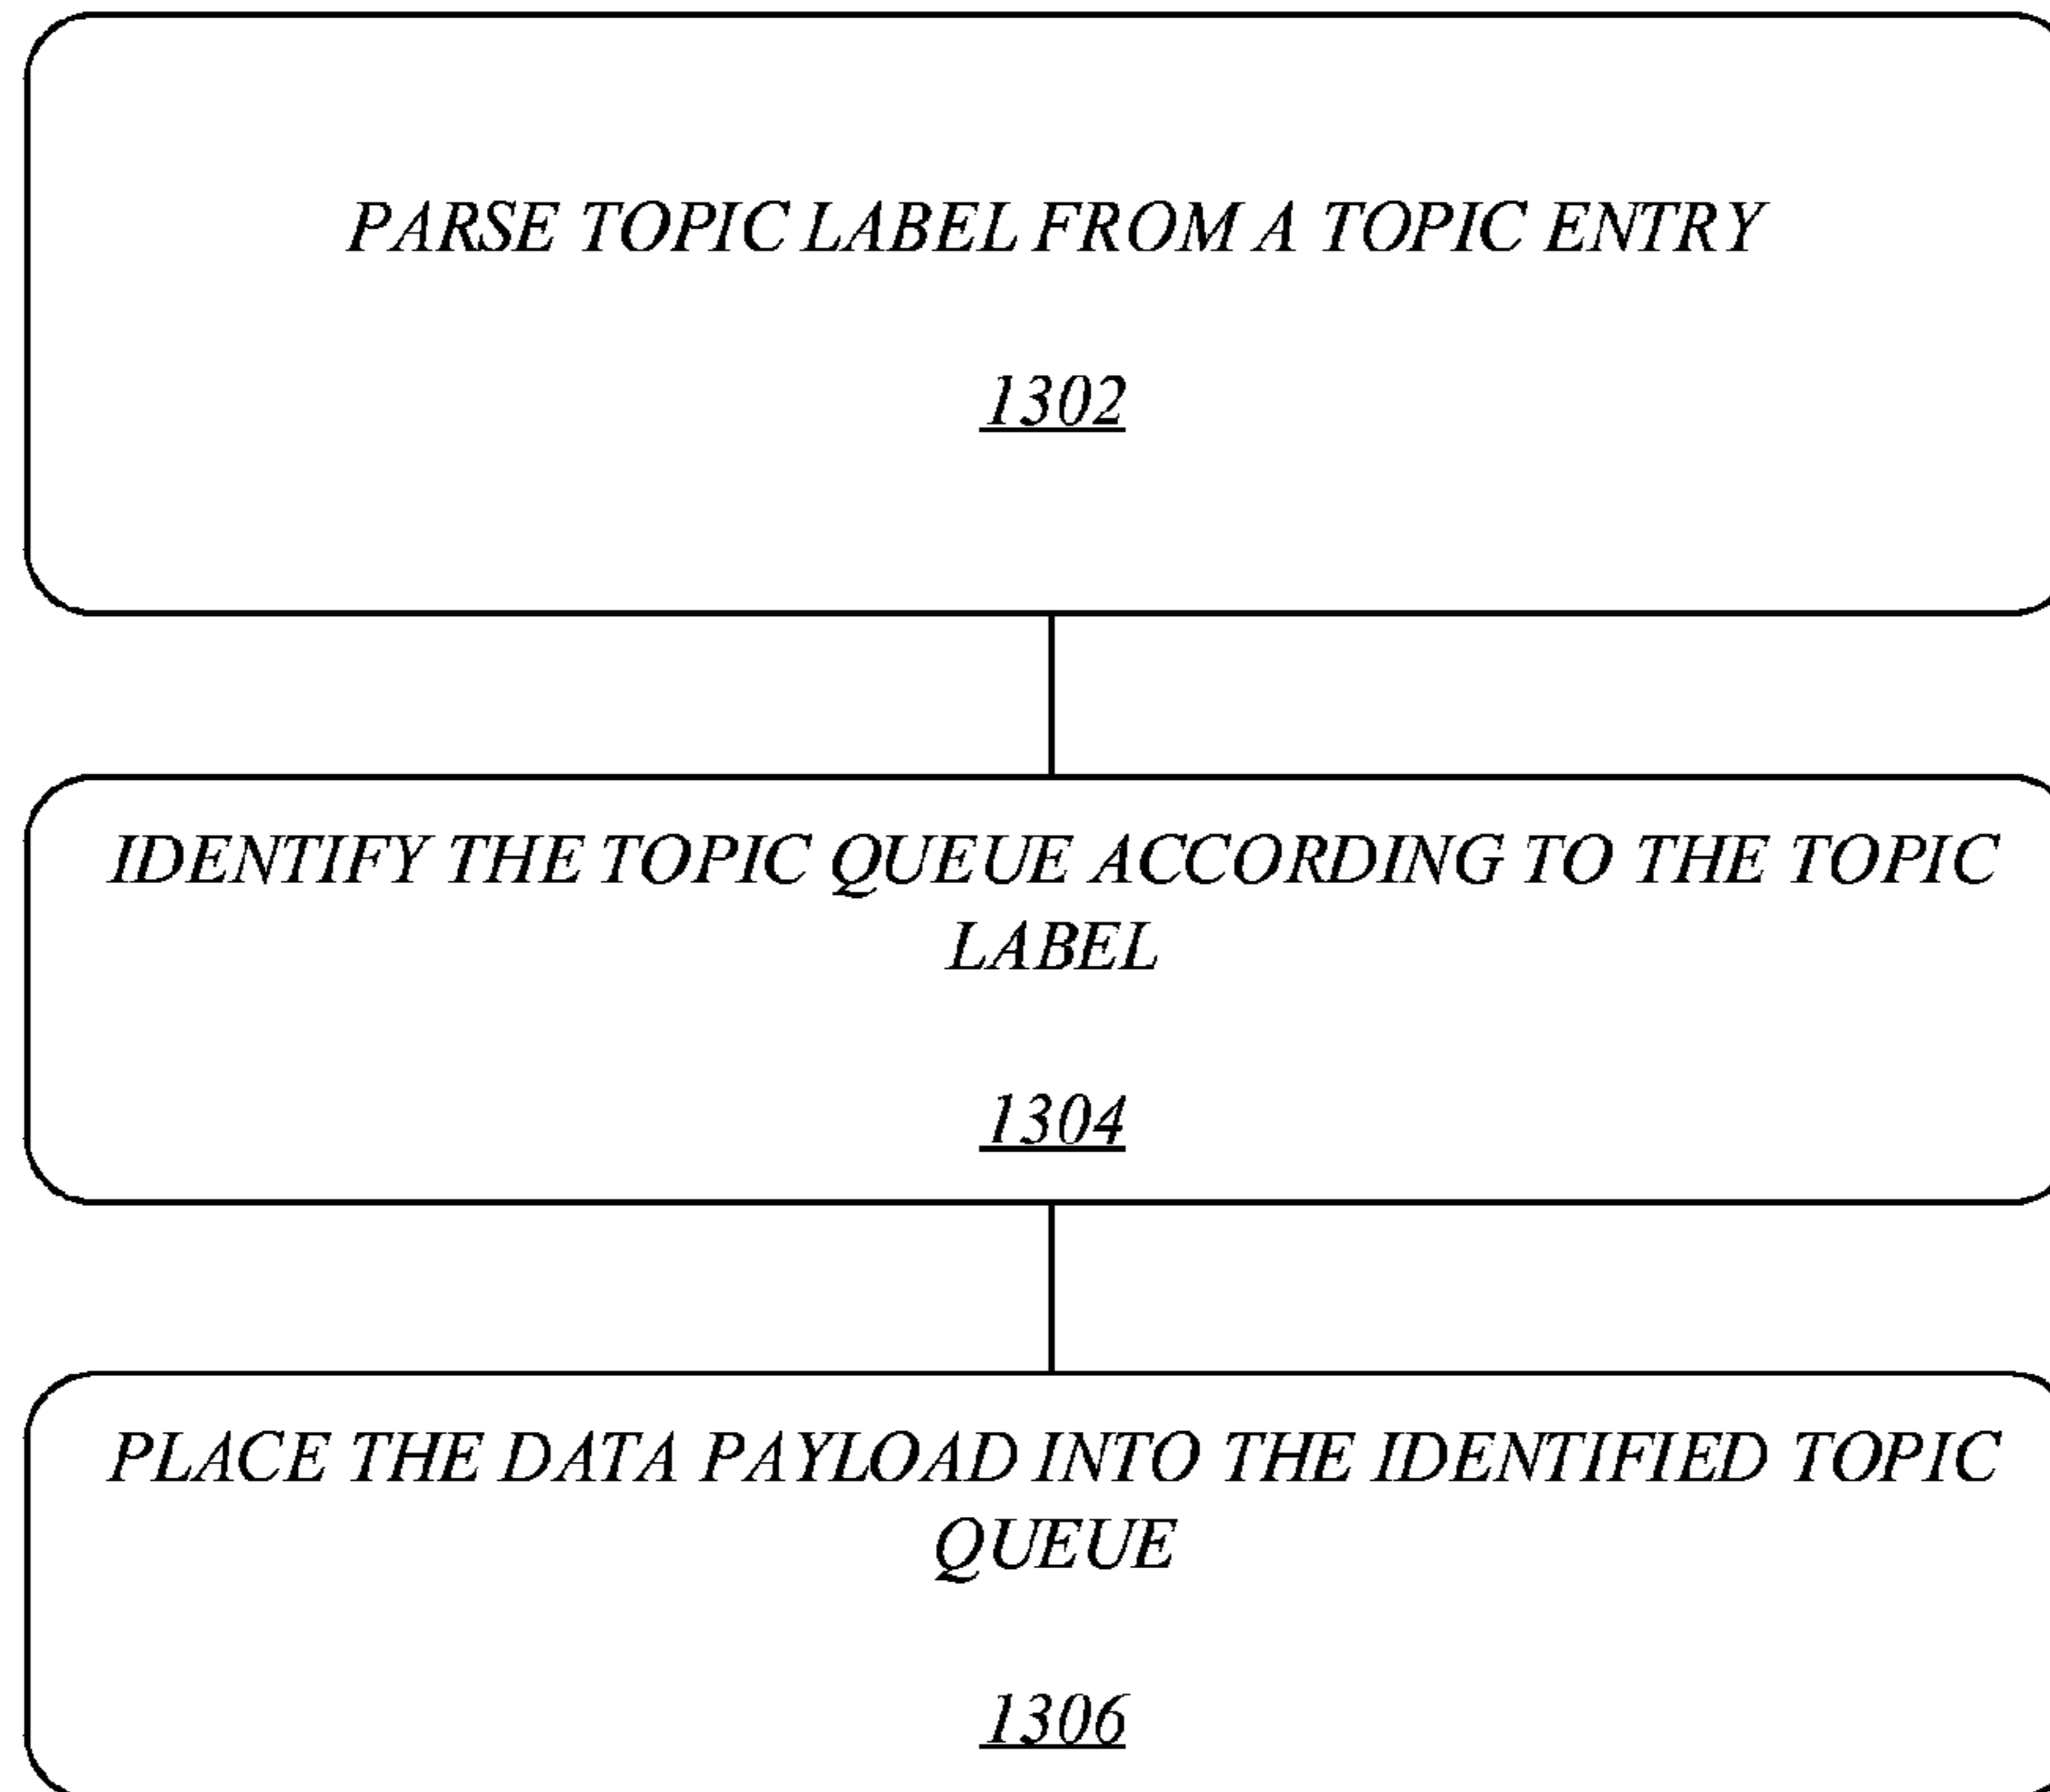 PARSE TOPIC LABEL FROM A TOPIC ENTRY
1302
IDENTIFY THE TOPIC QUEUE ACCORDING TO THE TOPIC
LABEL
1304
PLACE THE DATA PAYLOAD INTO THE IDENTIFIED TOPIC
QUEUE
1306